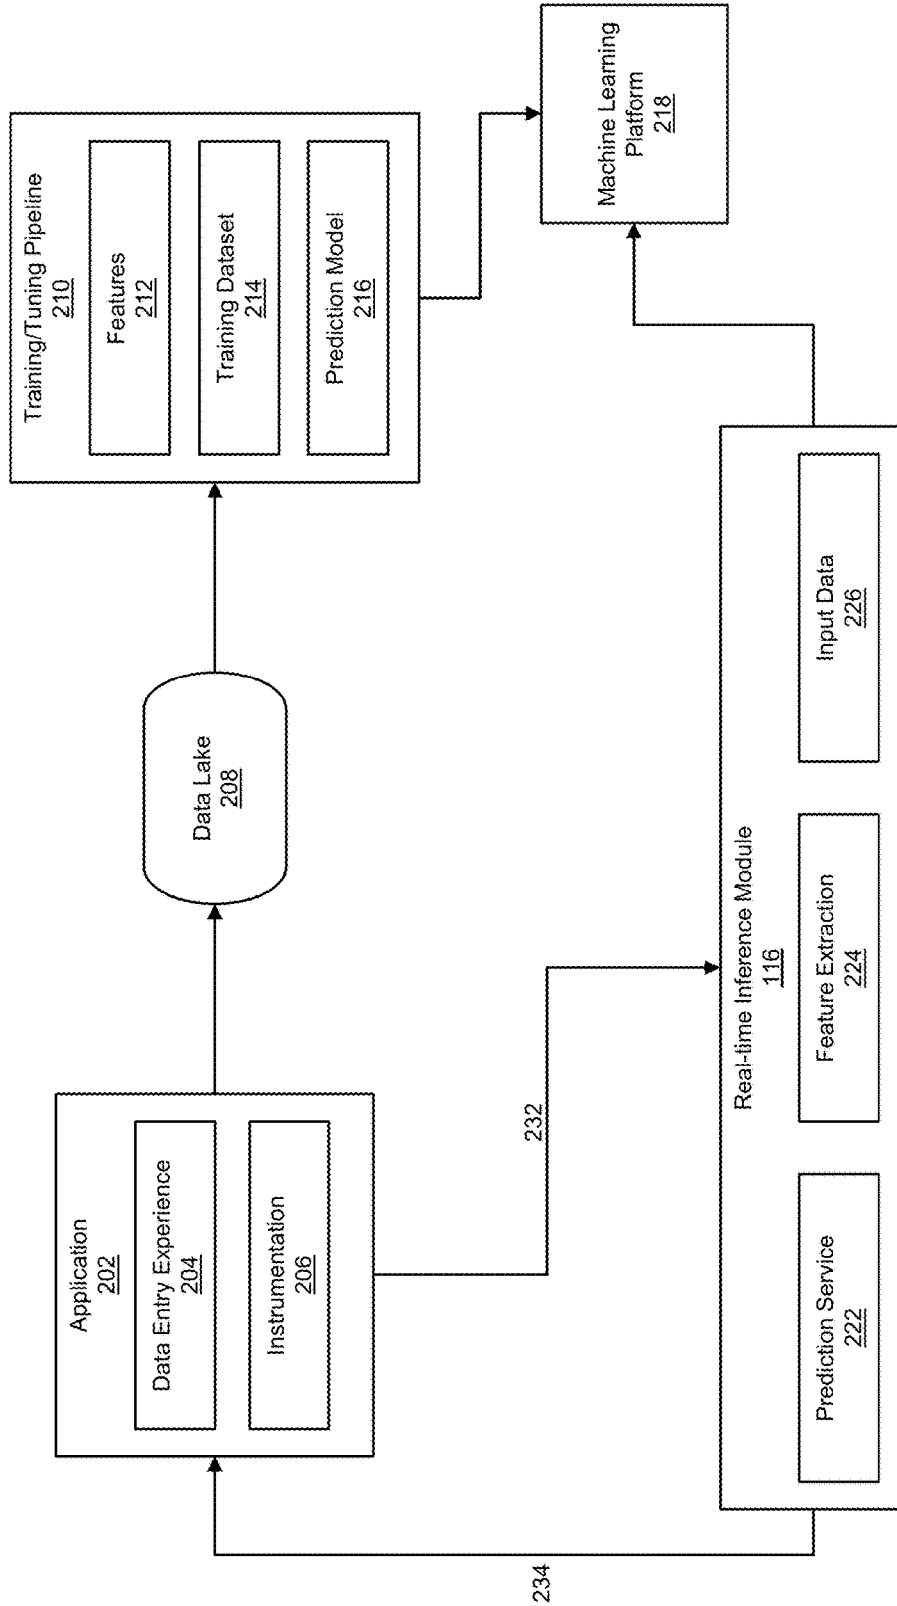 Application
202
Data Entry Experience
204
Instrumentation
206
Data Lake
208
Training/Tuning Pipeline
210
Features
212
Training Dataset
214
Prediction Model
216
Machine Learning
Platform
218
232
234
Real-time Inference Module
116
Prediction Service
222
Feature Extraction
224
Input Data
226